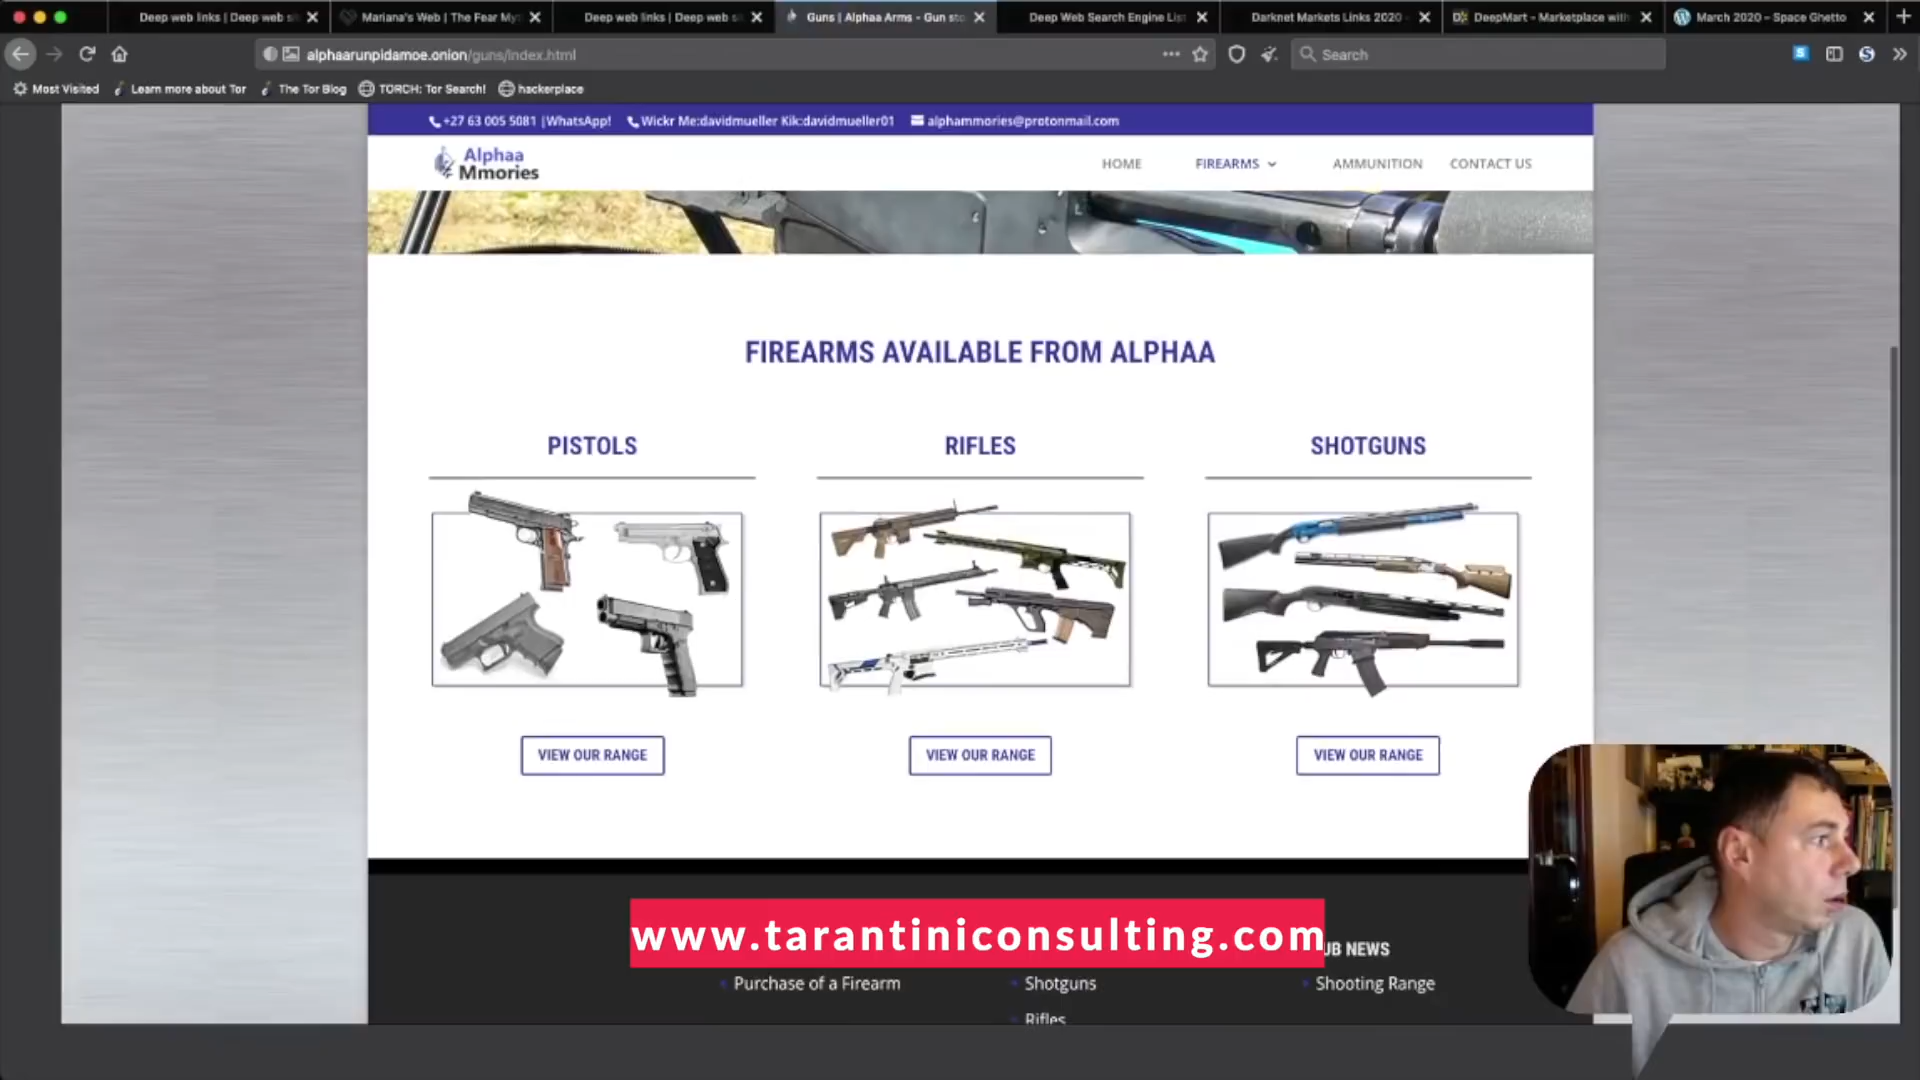 Deep web links | Deep web si
Mariana's Web | The Fear My
Deep web links | Deep web si
Guns | Alphaa Arms - Gun sto
Deep Web Search Engine List
Darknet Markets Links 2020 -
DeepMart - Marketplace with
March 2020 – Space Ghetto
alphaarunpidamoe.onion/guns/index.html
Search
Most Visited
Learn more about Tor
The Tor Blog
TORCH: Tor Search!
hackerplace
+27 63 005 5081 |WhatsApp!
Wickr Me:davidmueller Kik:davidmueller01
alphammories@protonmail.com
Alphaa
Mmories
HOME
FIREARMS
AMMUNITION
CONTACT US
FIREARMS AVAILABLE FROM ALPHAA
PISTOLS
RIFLES
SHOTGUNS
VIEW OUR RANGE
VIEW OUR RANGE
VIEW OUR RANGE
www.tarantiniconsulting.com
UB NEWS
Purchase of a Firearm
Shotguns
Shooting Range
Rifles